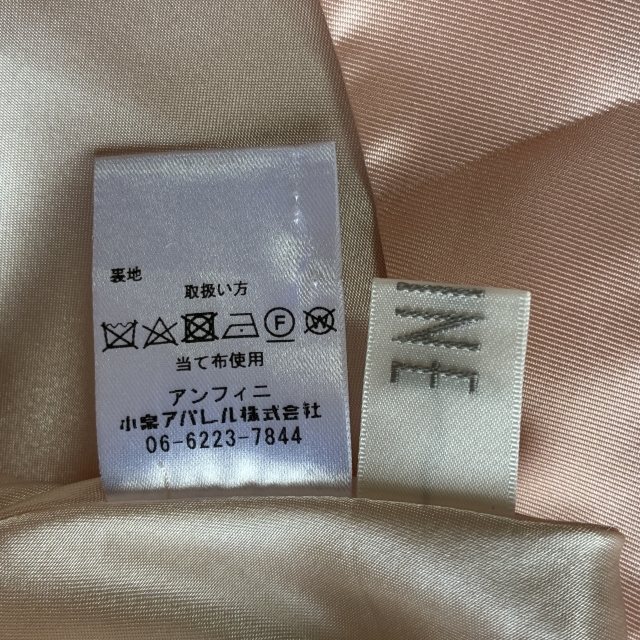 裏地
取扱い方
F W
当て布使用
アンフィニ
小泉アパレル株式会社
06-6223-7844
INE